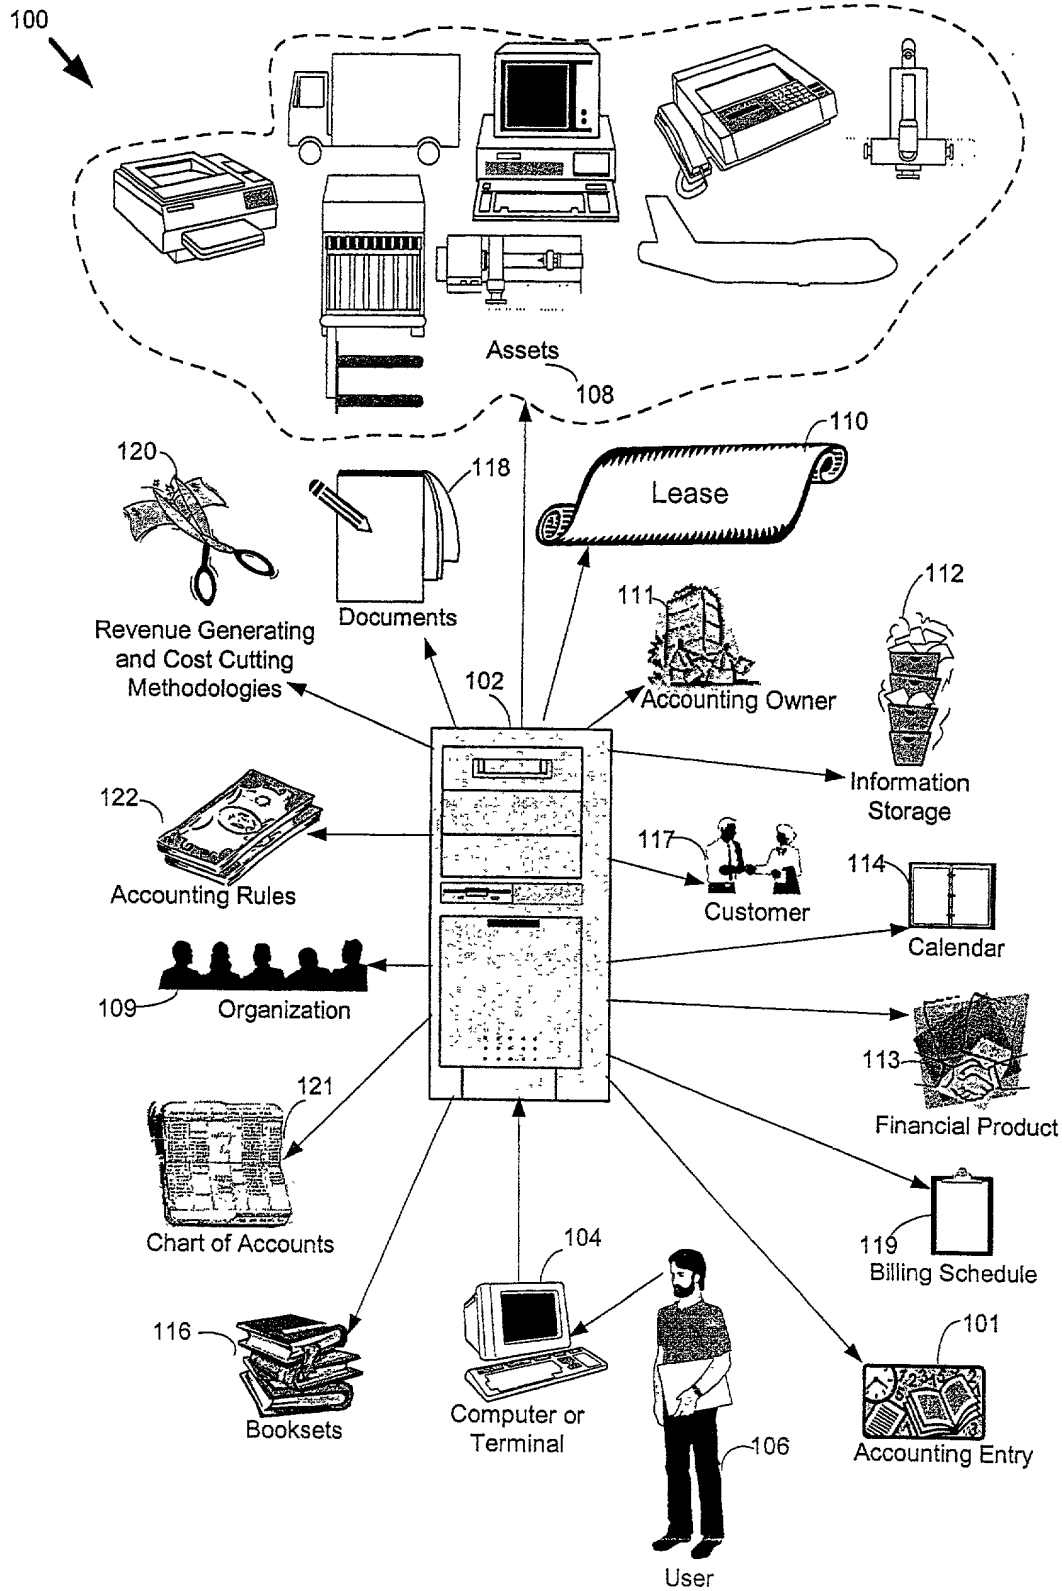 100
Assets
108
110
120
118
Lease
Documents
111
112
Revenue Generating
and Cost Cutting
Methodologies
102
Accounting Owner
Information
Storage
122
117
114
Accounting Rules
Customer
Calendar
109
Organization
113
121
Financial Product
Chart of Accounts
119
Billing Schedule
104
116
101
Booksets
Computer or
Terminal
106
Accounting Entry
User